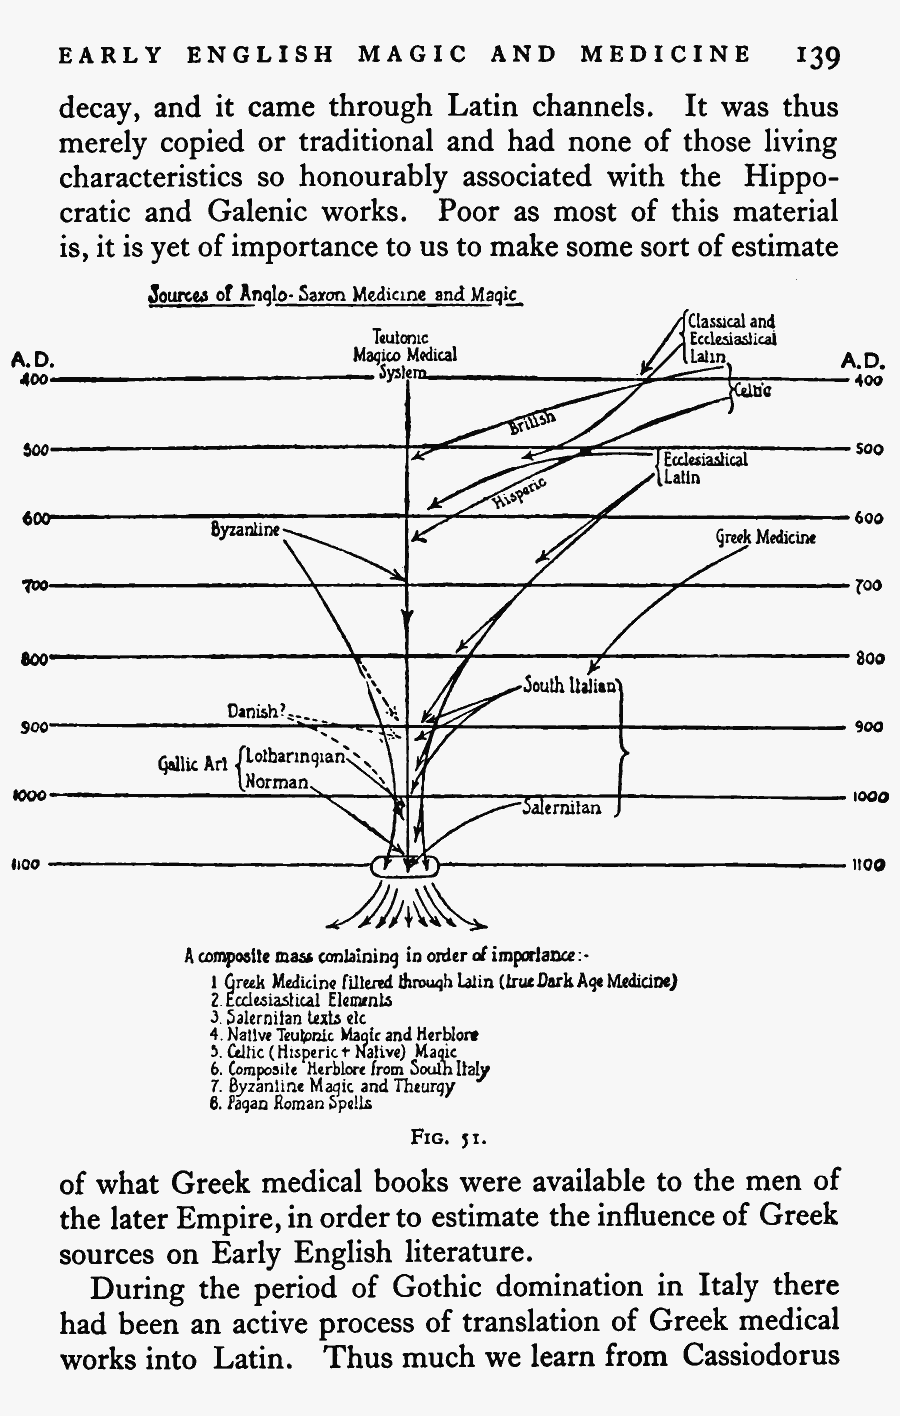 EARLY ENGLISH MAGIC AND MEDICINE 139
decay, and it came through Latin channels. It was thus
merely copied or traditional and had none of those living
characteristics so honourably associated with the Hippo-
cratic and Galenic works. Poor as most of this material
is, it is yet of importance to us to make some sort of estimate
Sources of Anglo-Saxon Medicine and Magic
Teutonic
Magico Medical
System
Classical and
Ecclesiastical
Latin
A.D.
A.D.
400
400
Celtic
British
500
500
Ecclesiastical
Latin
Hisperic
600
600
Byzantine
Greek Medicine
700
700
800
800
South Italian
Danish?
900
900
Gallic Art
Lotharingian
Norman
1000
1000
Salernitan
1100
1100
A composite mass containing in order of importance:-
1 Greek Medicine filtered through Latin (true Dark Age Medicine)
2. Ecclesiastical Elements
3. Salernitan texts etc
4. Native Teutonic Magic and Herblore
5. Celtic (Hisperic + Native) Magic
6. Composite Herblore from South Italy
7. Byzantine Magic and Theurgy
8. Pagan Roman Spells
FIG. 51.
of what Greek medical books were available to the men of
the later Empire, in order to estimate the influence of Greek
sources on Early English literature.
During the period of Gothic domination in Italy there
had been an active process of translation of Greek medical
works into Latin. Thus much we learn from Cassiodorus